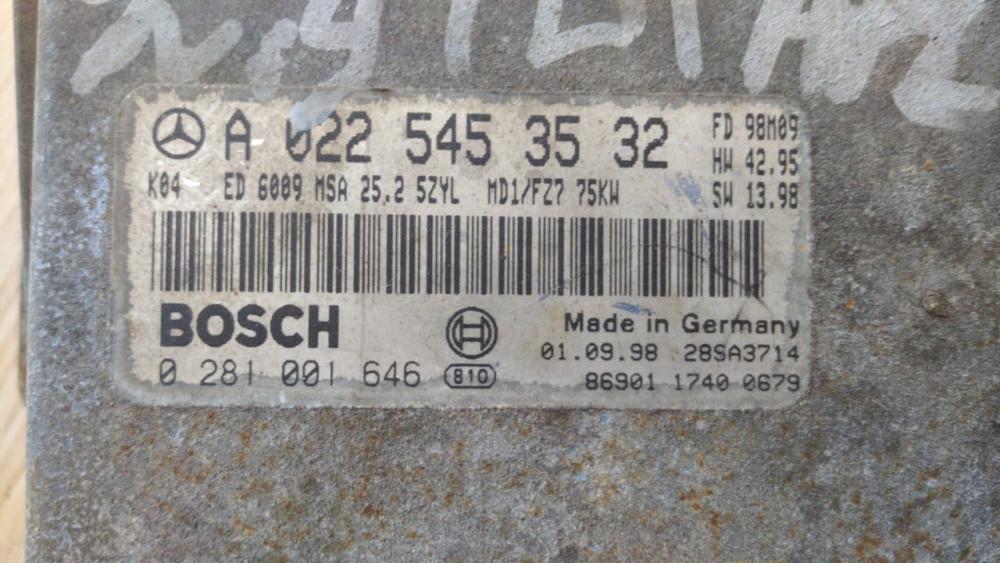 A 022 545 35 32
FD 98M09
HW 42.95
K04 ED 6009 MSA 25.2 5ZYL MD1/FZ7 75KW
SW 13.98
BOSCH
Made in Germany
01.09.98 28SA3714
0 281 001 646 810
86901 1740 0679